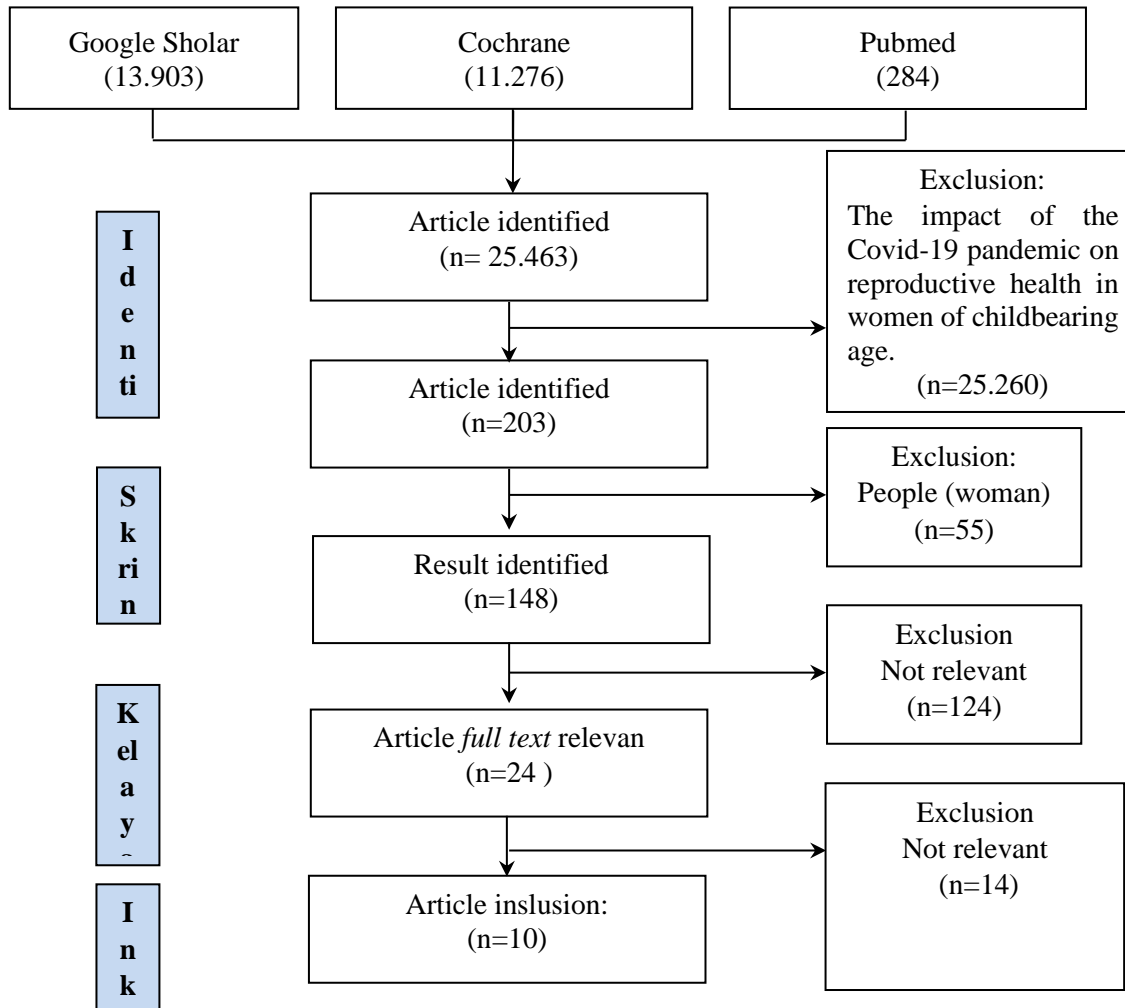 Google Sholar
(13.903)
Cochrane
(11.276)
Pubmed
(284)
Article identified
(n= 25.463)
Exclusion:
The impact of the
Covid-19 pandemic on
reproductive health in
women of childbearing
age.
(n=25.260)
I
d
e
n
ti
Article identified
(n=203)
Exclusion:
People (woman)
(n=55)
S
k
ri
n
Result identified
(n=148)
Exclusion
Not relevant
(n=124)
K
el
a
y
Article full text relevan
(n=24 )
Exclusion
Not relevant
(n=14)
I
n
k
Article inslusion:
(n=10)